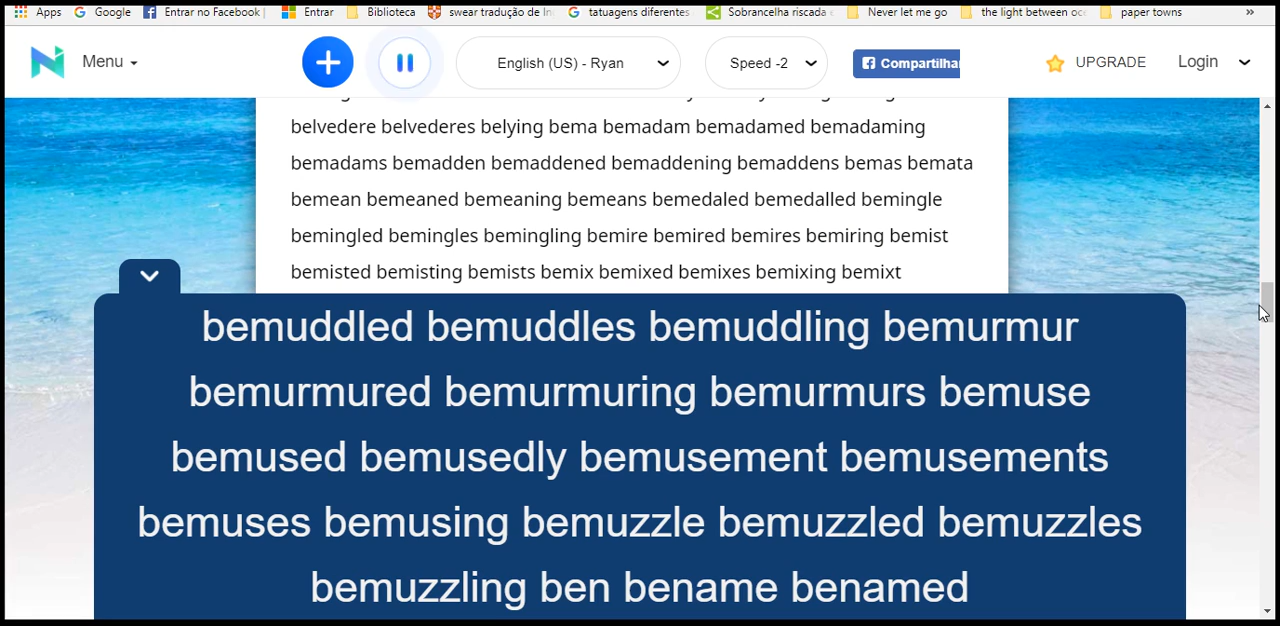 Apps Google Entrar no Facebook Entrar Biblioteca swear tradução de tatuagens diferentes Sobrancelha riscada Never let me go the light between paper towns »
Menu English (US) - Ryan Speed -2 Compartilha UPGRADE Login
belvedere belvederes belying bema bemadam bemadamed bemadaming
bemadams bemadden bemaddened bemaddening bemaddens bemas bemata
bemean bemeaned bemeaning bemeans bemedaled bemedalled bemingle
bemingled bemingles bemingling bemire bemired bemires bemiring bemist
bemisted bemisting bemists bemix bemixed bemixes bemixing bemixt
bemuddled bemuddles bemuddling bemurmur
bemurmured bemurmuring bemurmurs bemuse
bemused bemusedly bemusement bemusements
bemuses bemusing bemuzzle bemuzzled bemuzzles
bemuzzling ben bename benamed